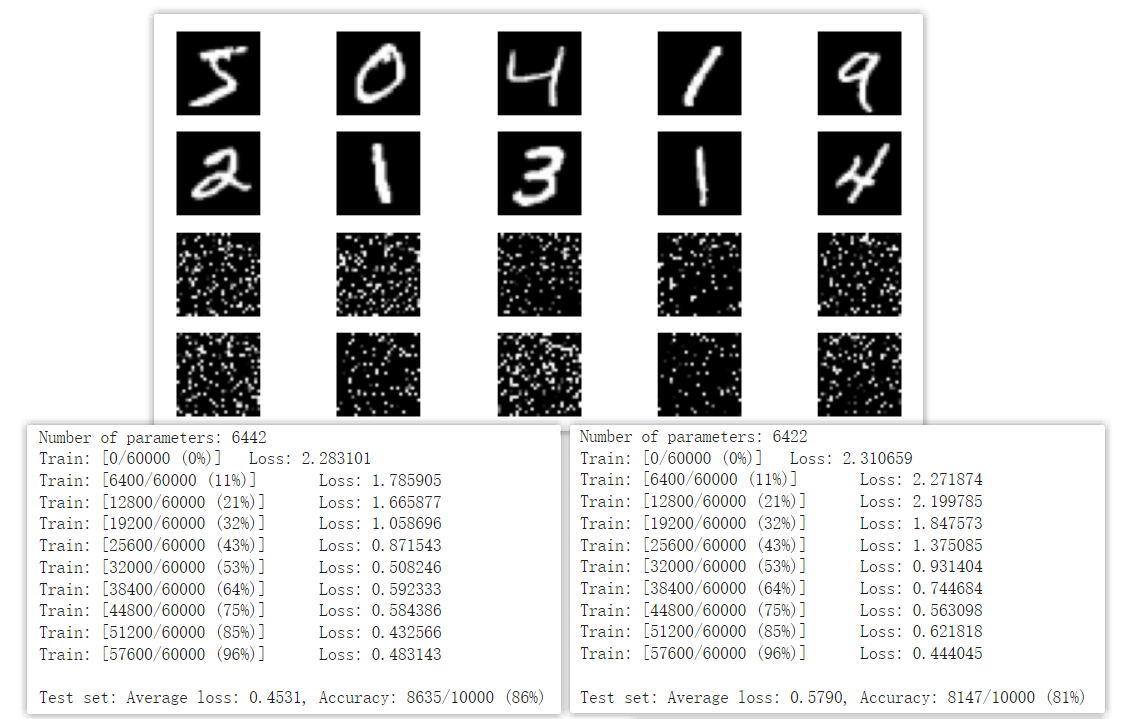 5 0 4 1 9
2 1 3 1 4
Number of parameters: 6442
Train: [0/60000 (0%)] Loss: 2.283101
Train: [6400/60000 (11%)] Loss: 1.785905
Train: [12800/60000 (21%)] Loss: 1.665877
Train: [19200/60000 (32%)] Loss: 1.058696
Train: [25600/60000 (43%)] Loss: 0.871543
Train: [32000/60000 (53%)] Loss: 0.508246
Train: [38400/60000 (64%)] Loss: 0.592333
Train: [44800/60000 (75%)] Loss: 0.584386
Train: [51200/60000 (85%)] Loss: 0.432566
Train: [57600/60000 (96%)] Loss: 0.483143
Test set: Average loss: 0.4531, Accuracy: 8635/10000 (86%)
Number of parameters: 6422
Train: [0/60000 (0%)] Loss: 2.310659
Train: [6400/60000 (11%)] Loss: 2.271874
Train: [12800/60000 (21%)] Loss: 2.199785
Train: [19200/60000 (32%)] Loss: 1.847573
Train: [25600/60000 (43%)] Loss: 1.375085
Train: [32000/60000 (53%)] Loss: 0.931404
Train: [38400/60000 (64%)] Loss: 0.744684
Train: [44800/60000 (75%)] Loss: 0.563098
Train: [51200/60000 (85%)] Loss: 0.621818
Train: [57600/60000 (96%)] Loss: 0.444045
Test set: Average loss: 0.5790, Accuracy: 8147/10000 (81%)